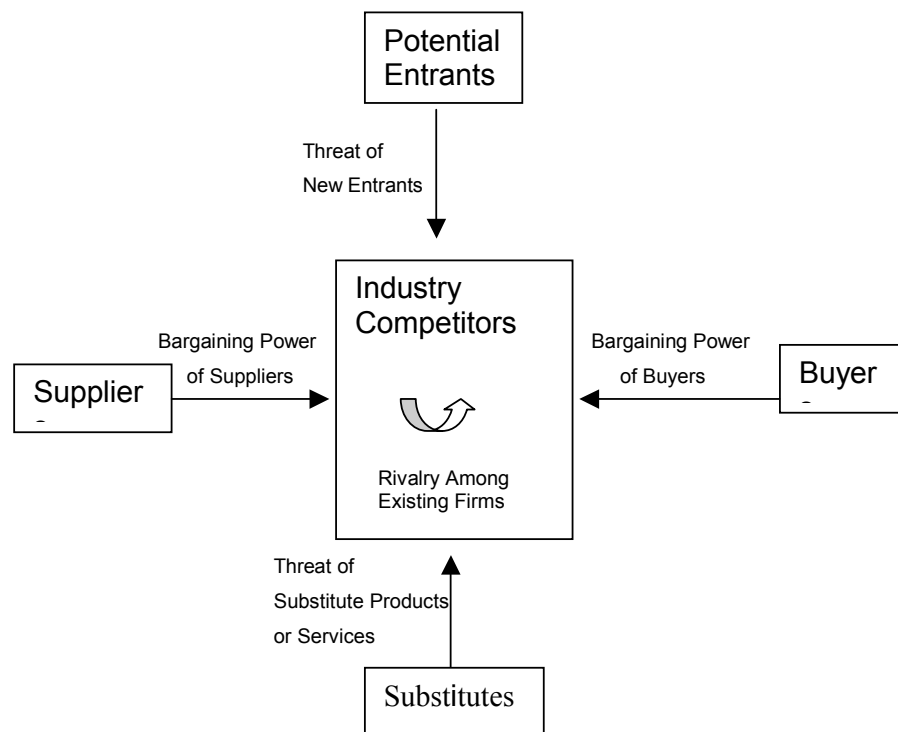 Potential
Entrants
Threat of
New Entrants
Industry
Competitors
Bargaining Power
of Suppliers
Bargaining Power
of Buyers
Supplier
Buyer
Rivalry Among
Existing Firms
Threat of
Substitute Products
or Services
Substitutes